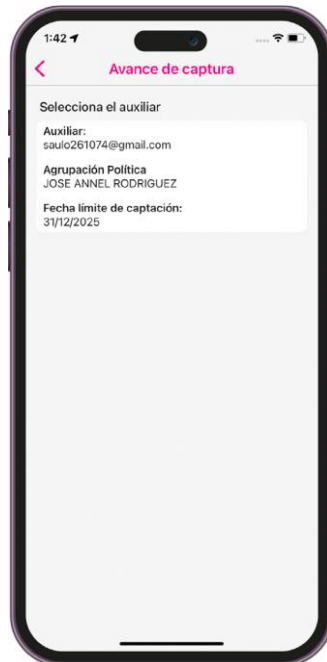 1:42
Avance de captura
Selecciona el auxiliar
Auxiliar:
saulo261074@gmail.com
Agrupación Política
JOSE ANNEL RODRIGUEZ
Fecha límite de captación:
31/12/2025